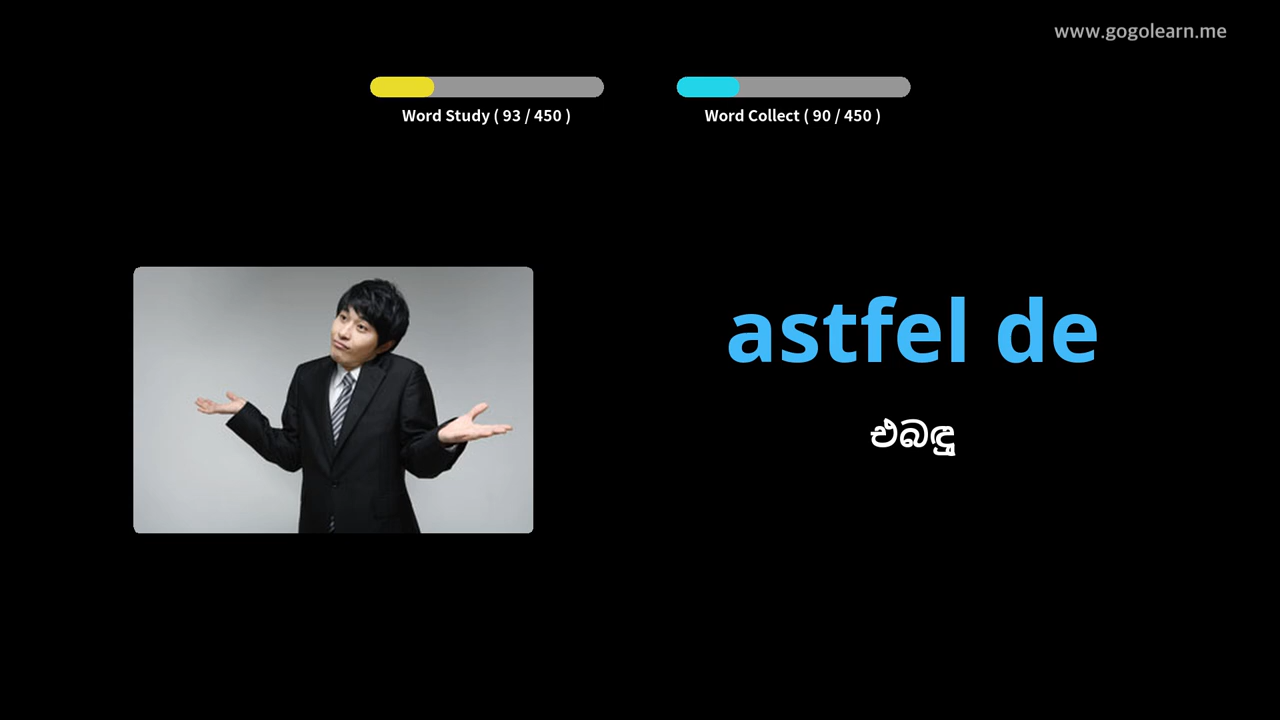 www.gogolearn.me
Word Study ( 93 / 450 )
Word Collect ( 90 / 450 )
astfel de
එබඳු